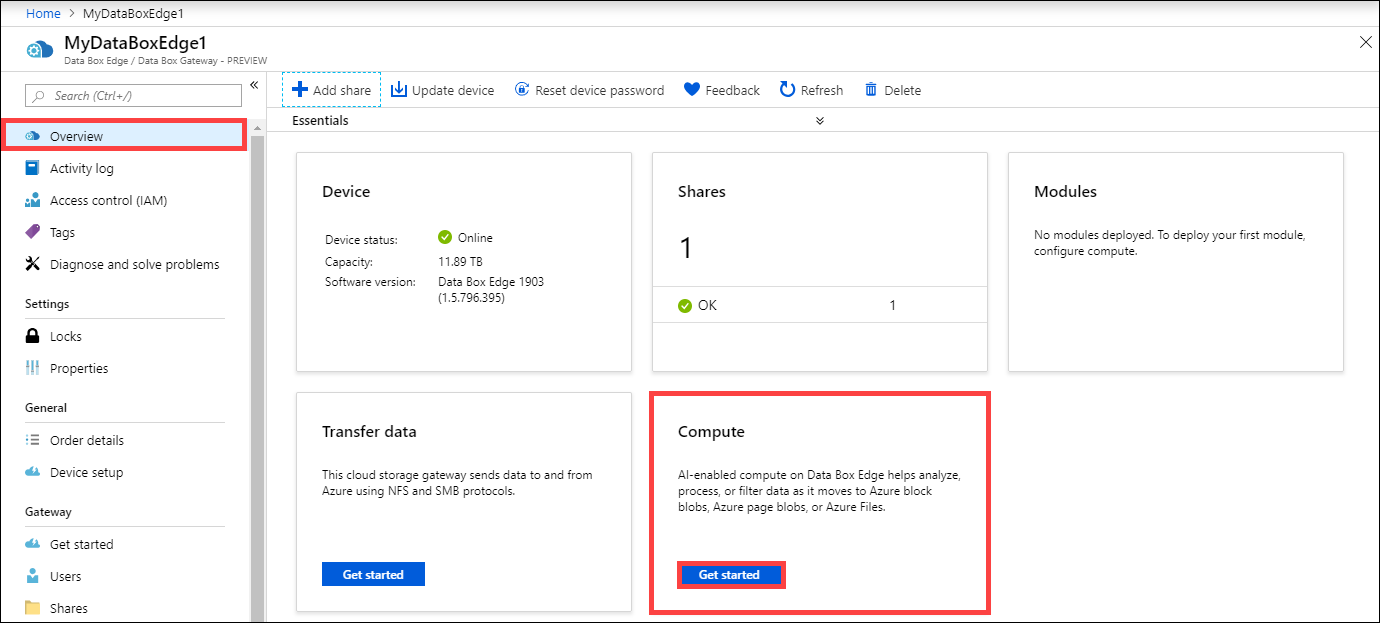 Home > MyDataBoxEdge1
MyDataBoxEdge1
Data Box Edge / Data Box Gateway - PREVIEW
Search (Ctrl+/)
Overview
Activity log
Access control (IAM)
Tags
Diagnose and solve problems
Settings
Locks
Properties
General
Order details
Device setup
Gateway
Get started
Users
Shares
Add share
Update device
Reset device password
Feedback
Refresh
Delete
Essentials
Device
Device status: Online
Capacity: 11.89 TB
Software version: Data Box Edge 1903
(1.5.796.395)
Shares
1
OK 1
Modules
No modules deployed. To deploy your first module,
configure compute.
Transfer data
This cloud storage gateway sends data to and from
Azure using NFS and SMB protocols.
Get started
Compute
AI-enabled compute on Data Box Edge helps analyze,
process, or filter data as it moves to Azure block
blobs, Azure page blobs, or Azure Files.
Get started